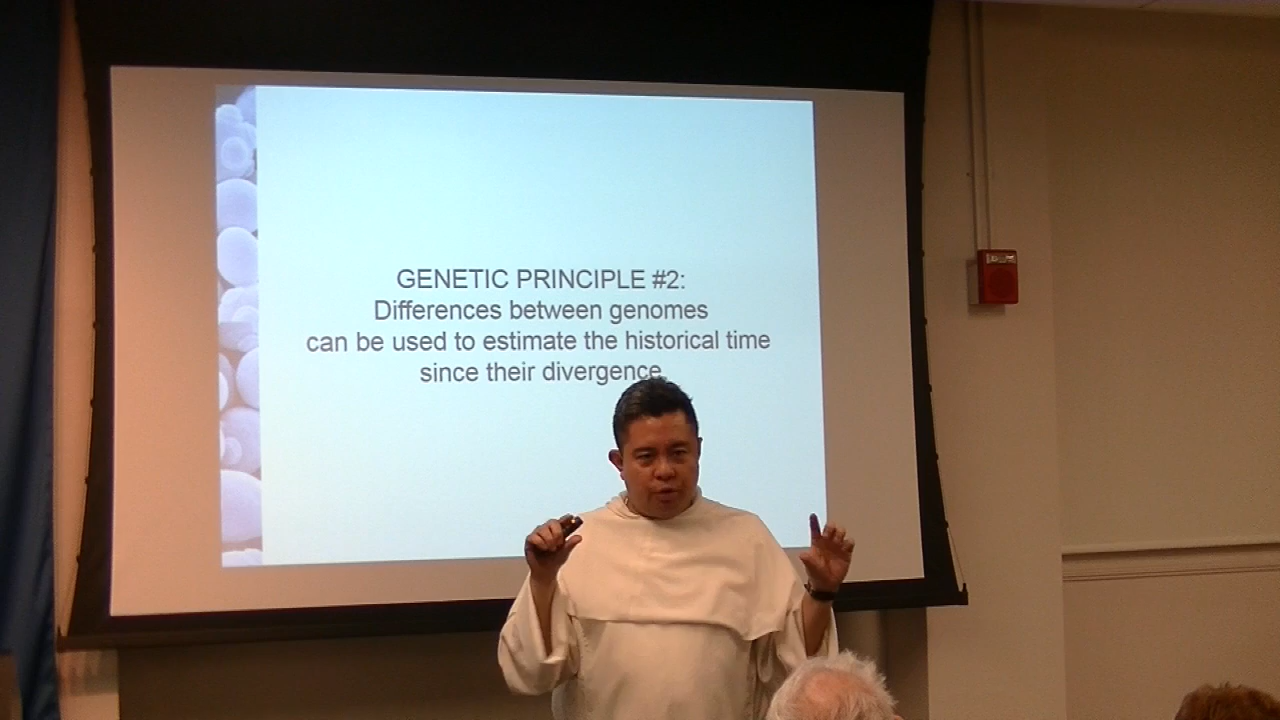 GENETIC PRINCIPLE #2:
Differences between genomes
can be used to estimate the historical time
since their divergence.